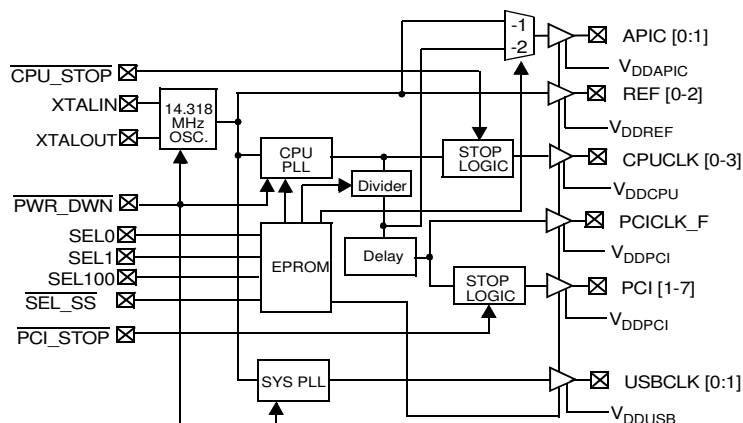 -1
-2
APIC [0:1]
VDDAPIC
CPU_STOP
XTALIN
XTALOUT
14.318
MHz
OSC.
REF [0-2]
VDDREF
CPU
PLL
STOP
LOGIC
CPUCLK [0-3]
VDDCPU
Divider
PWR_DWN
SEL0
SEL1
SEL100
SEL_SS
EPROM
Delay
PCICLK_F
VDDPCI
STOP
LOGIC
PCI [1-7]
VDDPCI
PCI_STOP
SYS PLL
USBCLK [0:1]
VDDUSB